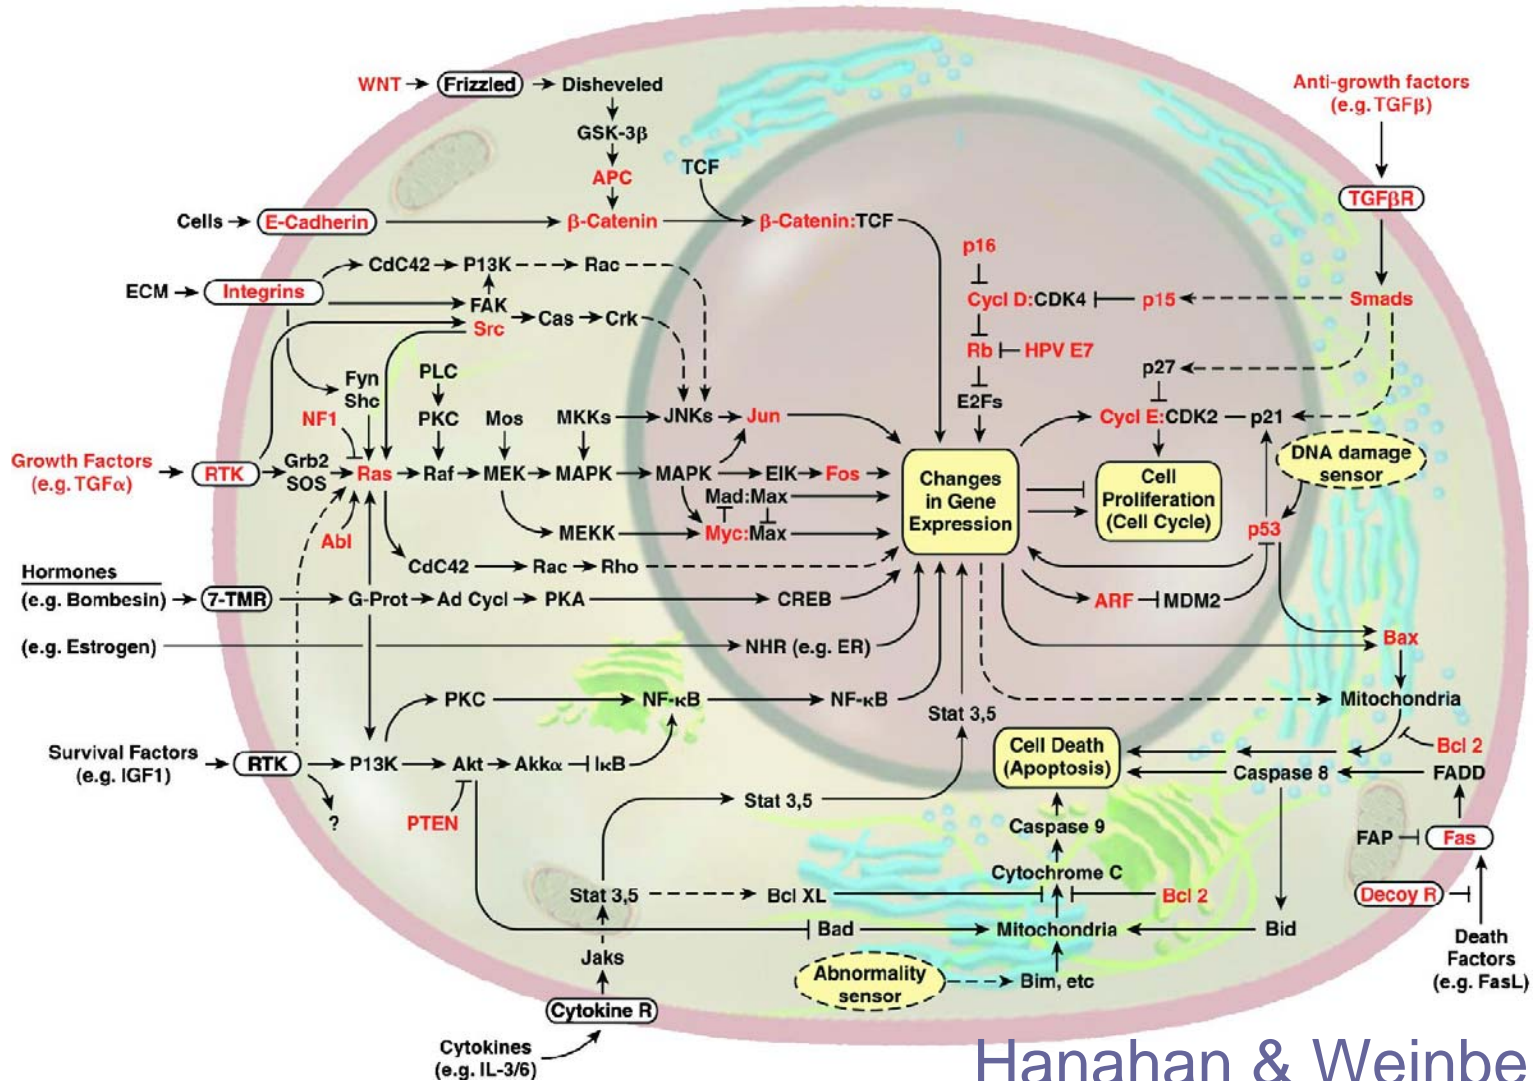 WNT
Frizzled
Disheveled
GSK-3β
APC
TCF
Cells
E-Cadherin
β-Catenin
β-Catenin:TCF
ECM
Integrins
CdC42
P13K
Rac
FAK
Src
Cas
Crk
Fyn
Shc
NF1
PLC
PKC
Mos
MKKs
JNKs
Jun
Growth Factors
(e.g. TGFα)
RTK
Grb2
SOS
Ras
Raf
MEK
MAPK
MAPK
ElK
Fos
Mad:Max
Abl
MEKK
Myc:Max
CdC42
Rac
Rho
Hormones
(e.g. Bombesin)
7-TMR
G-Prot
Ad Cycl
PKA
CREB
(e.g. Estrogen)
NHR (e.g. ER)
PKC
NF-κB
NF-κB
Stat 3,5
Survival Factors
(e.g. IGF1)
RTK
P13K
Akt
Akkα
IκB
?
PTEN
Stat 3,5
Stat 3,5
Bcl XL
Bad
Jaks
Cytokine R
Cytokines
(e.g. IL-3/6)
Anti-growth factors
(e.g. TGFβ)
TGFβR
Smads
p16
Cycl D:CDK4
p15
Rb
HPV E7
E2Fs
p27
Cycl E:CDK2
p21
DNA damage
sensor
Changes
in Gene
Expression
Cell
Proliferation
(Cell Cycle)
p53
ARF
MDM2
Bax
Mitochondria
Bcl 2
Cell Death
(Apoptosis)
Caspase 8
FADD
Caspase 9
FAP
Fas
Cytochrome C
Bcl 2
Decoy R
Mitochondria
Bid
Death
Factors
(e.g. FasL)
Abnormality
sensor
Bim, etc
Hanahan & Weinbe